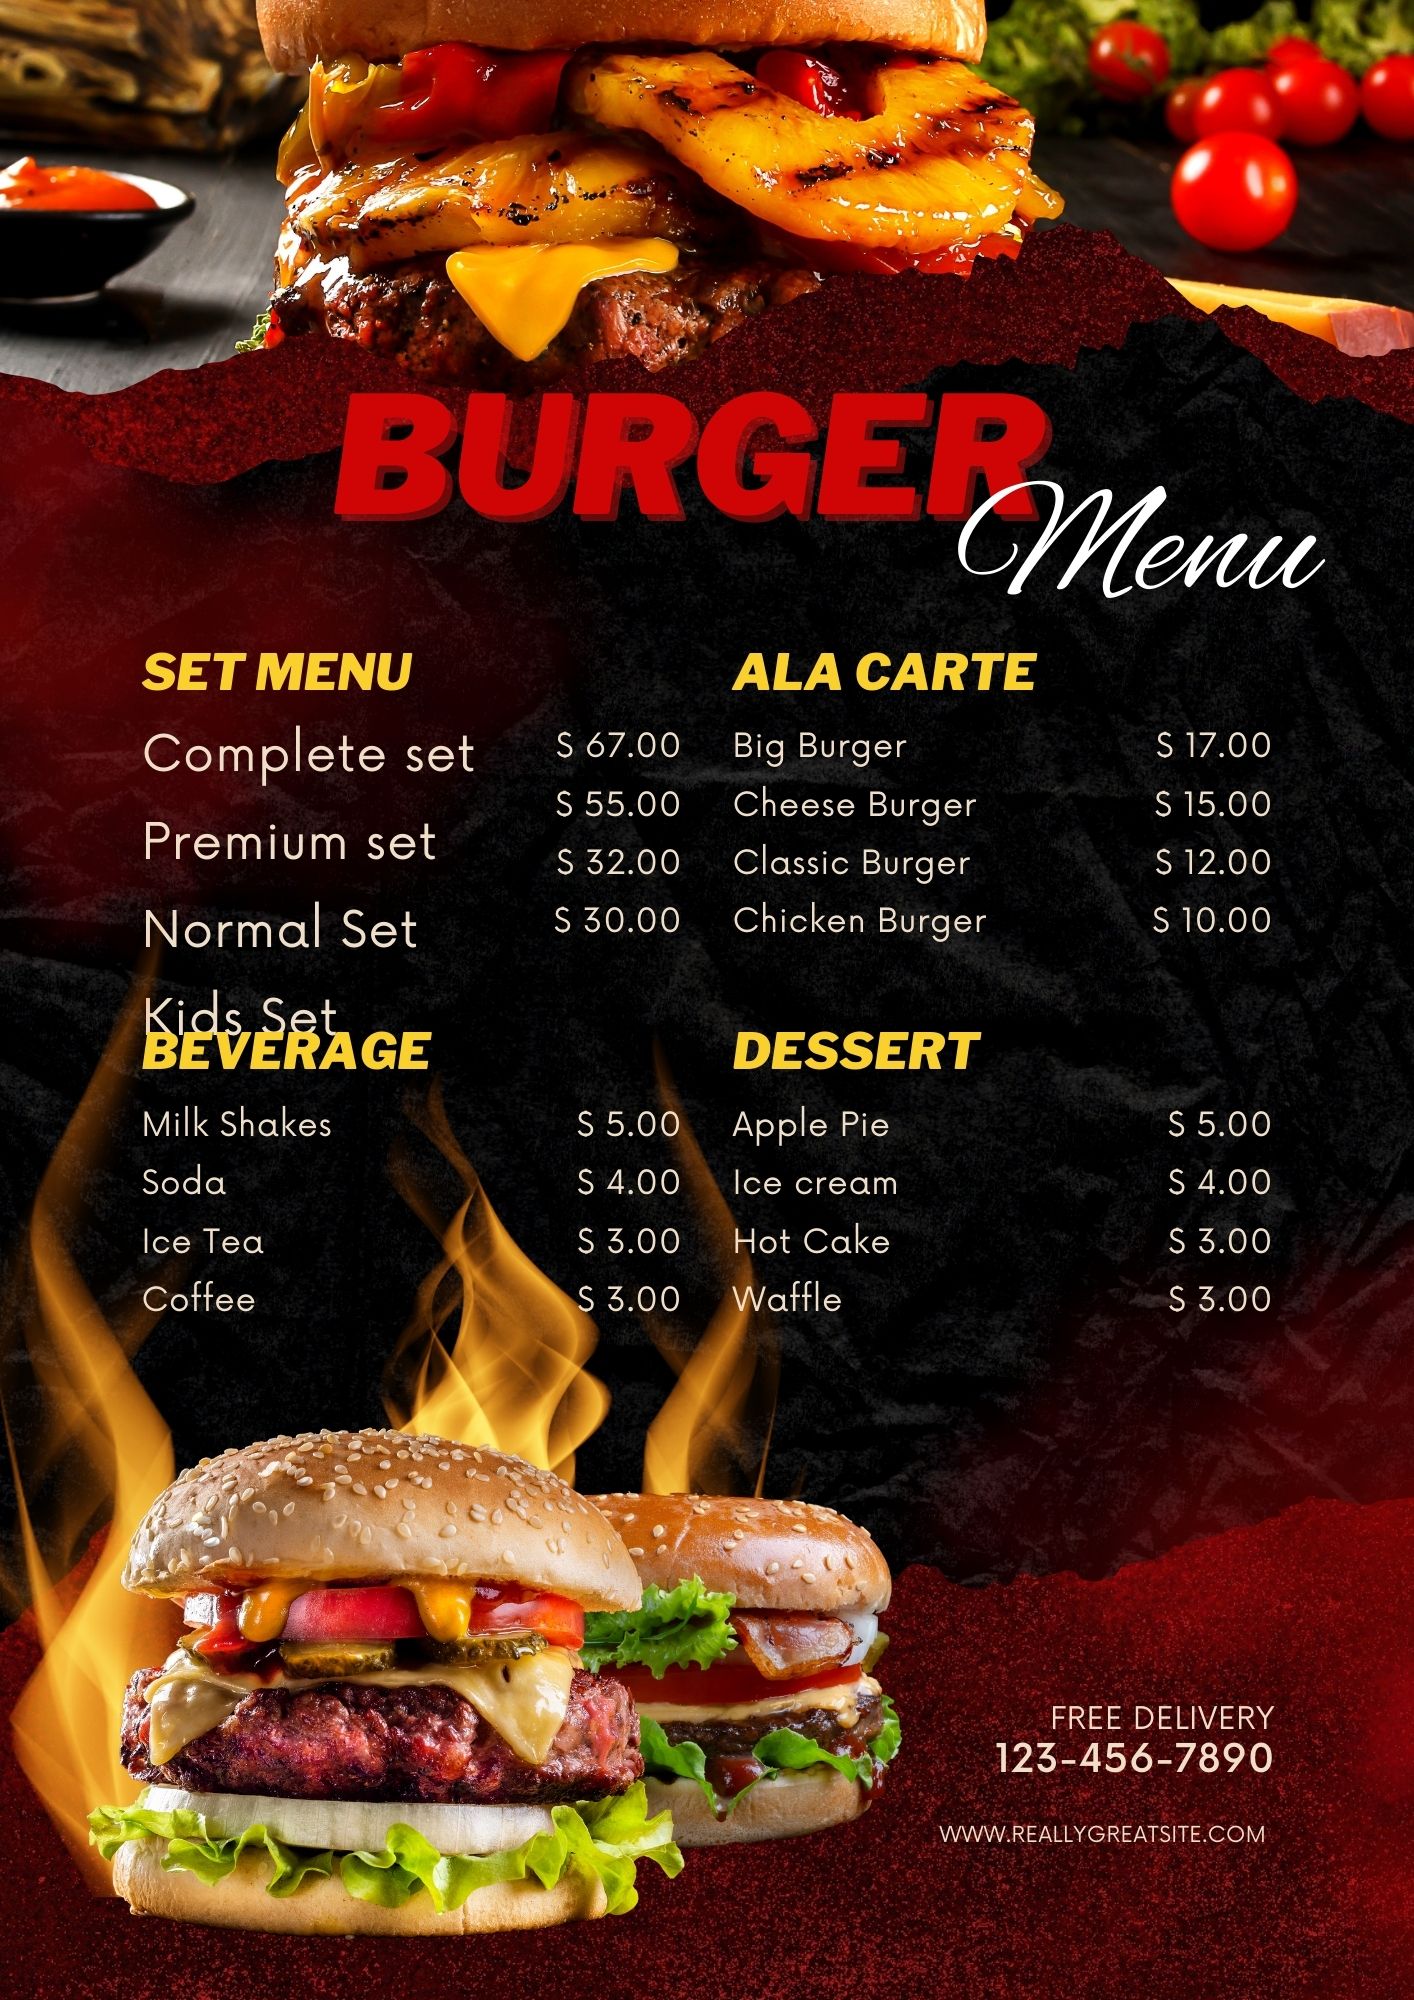 BURGER
Menu
SET MENU
Complete set
Premium set
Normal Set
Kids Set
$ 67.00
$ 55.00
$ 32.00
$ 30.00
ALA CARTE
Big Burger $ 17.00
Cheese Burger $ 15.00
Classic Burger $ 12.00
Chicken Burger $ 10.00
BEVERAGE
Milk Shakes $ 5.00
Soda $ 4.00
Ice Tea $ 3.00
Coffee $ 3.00
DESSERT
Apple Pie $ 5.00
Ice cream $ 4.00
Hot Cake $ 3.00
Waffle $ 3.00
FREE DELIVERY
123-456-7890
WWW.REALLYGREATSITE.COM